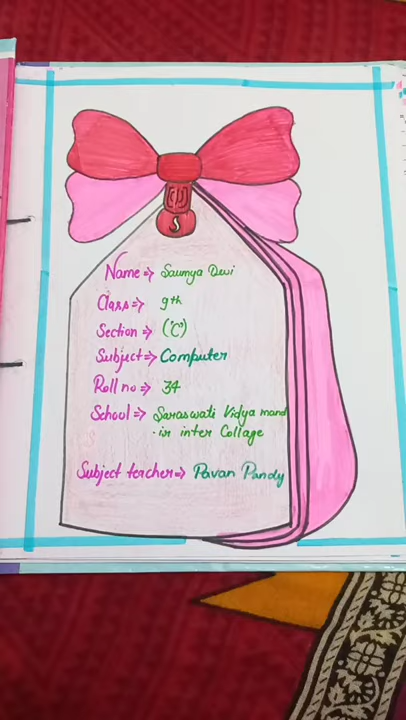 S
Name => Saumya Devi
Class => 9th
Section => ("C")
Subject => Computer
Roll no => 34
School => Saraswati Vidya mand
ir in inter Collage
Subject teacher => Pavan Pandy